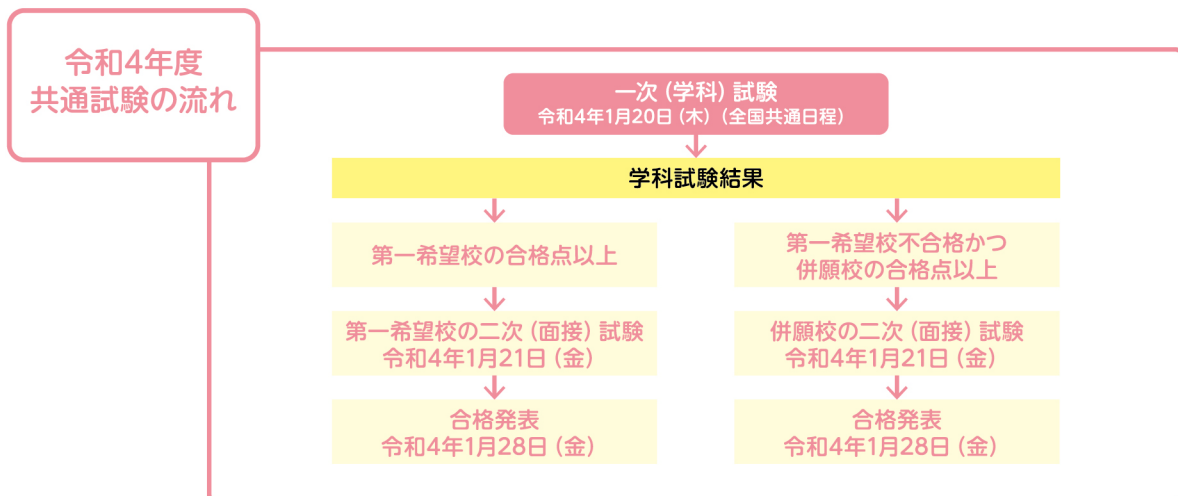 令和4年度
共通試験の流れ
一次（学科）試験
令和4年1月20日（木）（全国共通日程）
学科試験結果
第一希望校の合格点以上
第一希望校不合格かつ
併願校の合格点以上
第一希望校の二次（面接）試験
令和4年1月21日（金）
併願校の二次（面接）試験
令和4年1月21日（金）
合格発表
令和4年1月28日（金）
合格発表
令和4年1月28日（金）